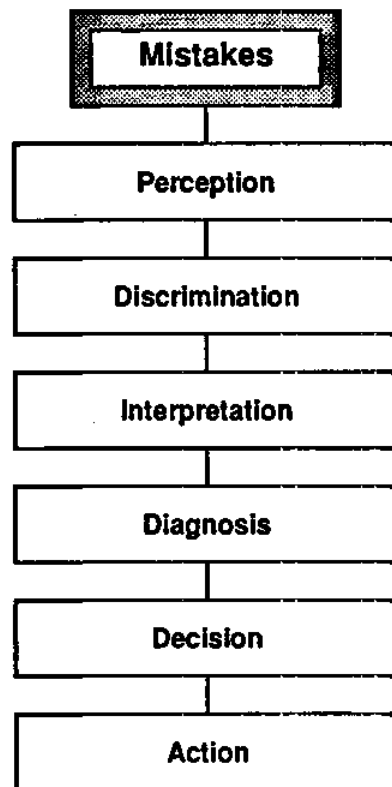 Mistakes
Perception
Discrimination
Interpretation
Diagnosis
Decision
Action